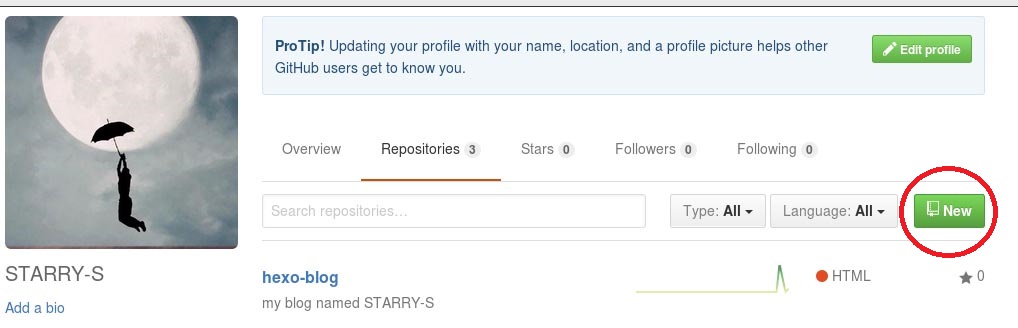 ProTip! Updating your profile with your name, location, and a profile picture helps other
GitHub users get to know you.
Edit profile
Overview Repositories 3 Stars 0 Followers 0 Following 0
Search repositories…
Type: All Language: All New
STARRY-S
Add a bio
hexo-blog
my blog named STARRY-S
HTML
0